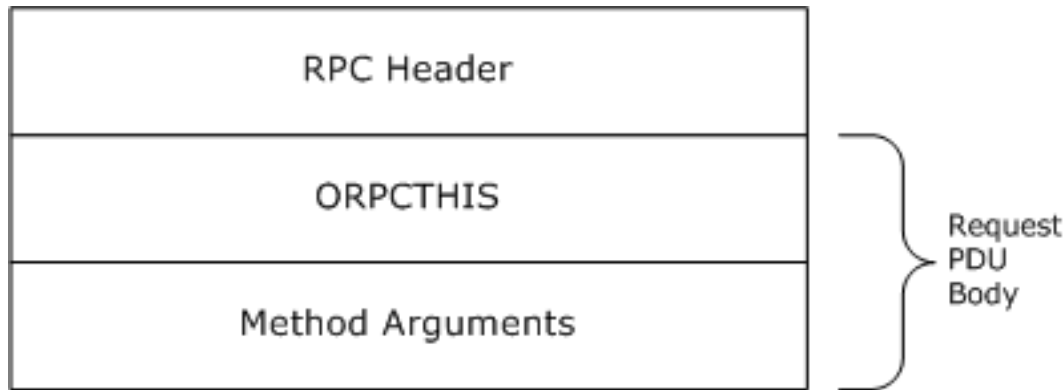 RPC Header
ORPCTHIS
Method Arguments
Request
PDU
Body